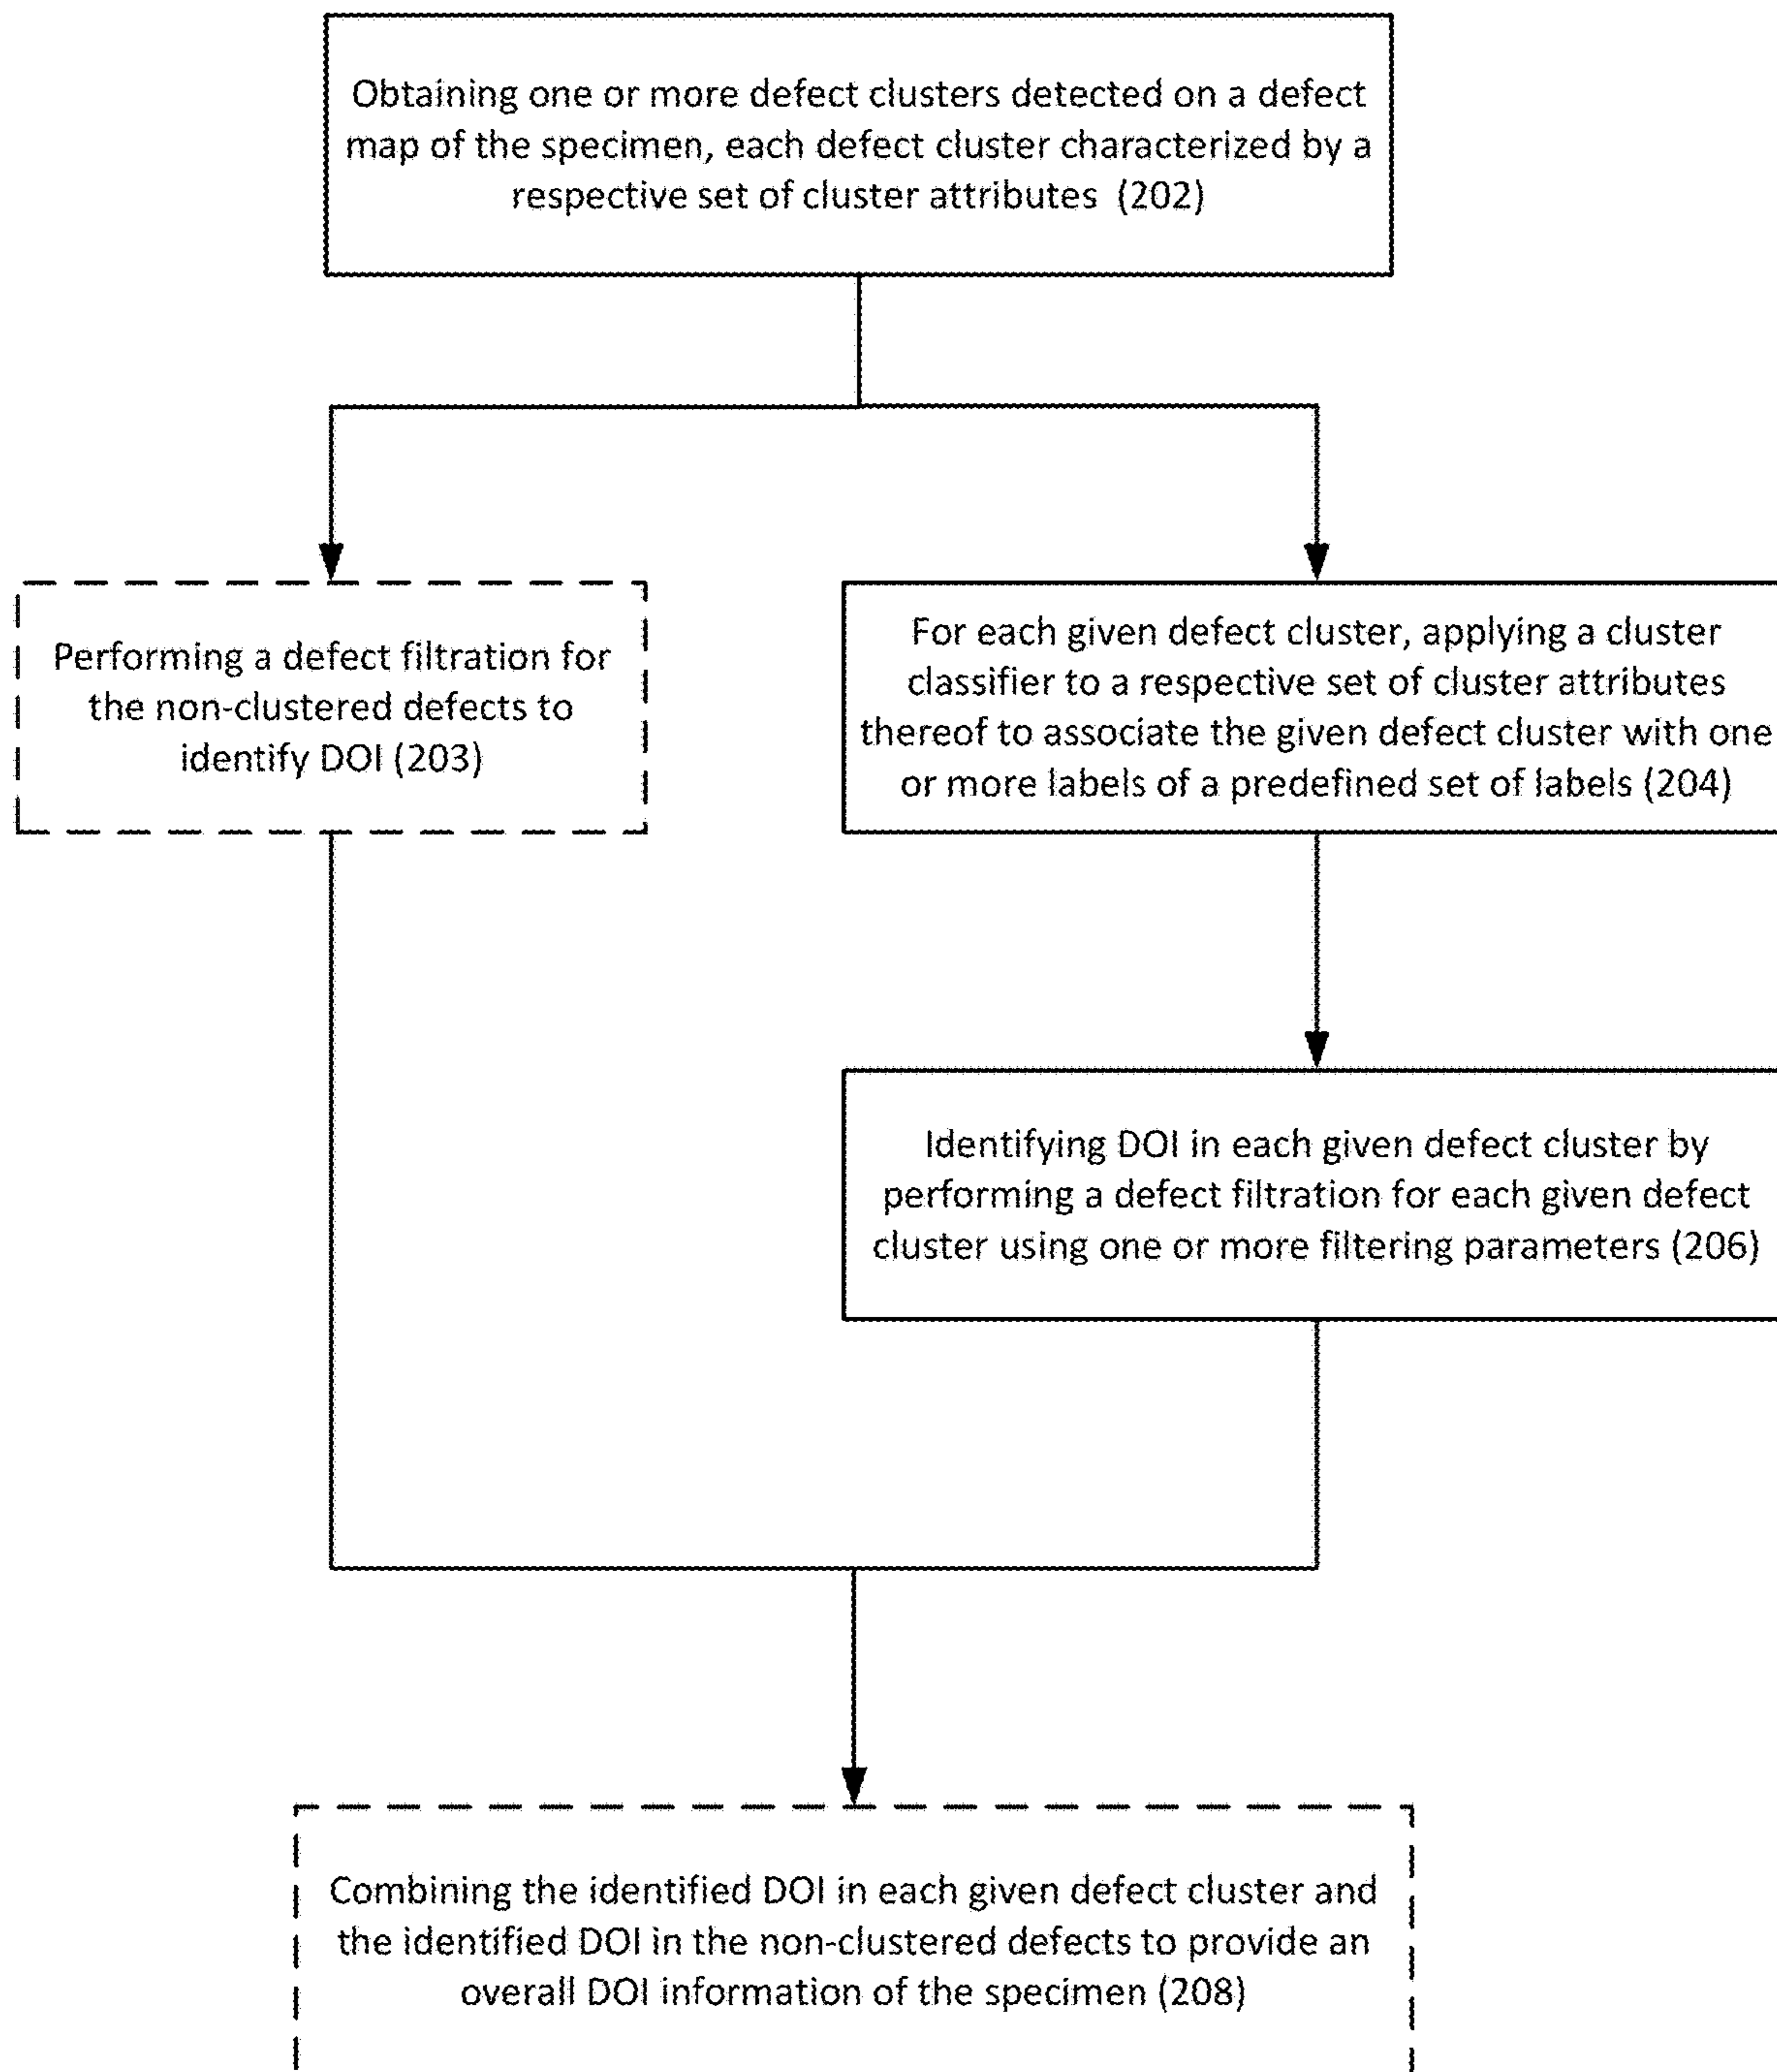 Obtaining one or more defect clusters detected on a defect
map of the specimen, each defect cluster characterized by a
respective set of cluster attributes (202)
Performing a defect filtration for
the non-clustered defects to
identify DOI (203)
For each given defect cluster, applying a cluster
classifier to a respective set of cluster attributes
thereof to associate the given defect cluster with one
or more labels of a predefined set of labels (204)
Identifying DOI in each given defect cluster by
performing a defect filtration for each given defect
cluster using one or more filtering parameters (206)
Combining the identified DOI in each given defect cluster and
the identified DOI in the non-clustered defects to provide an
overall DOI information of the specimen (208)